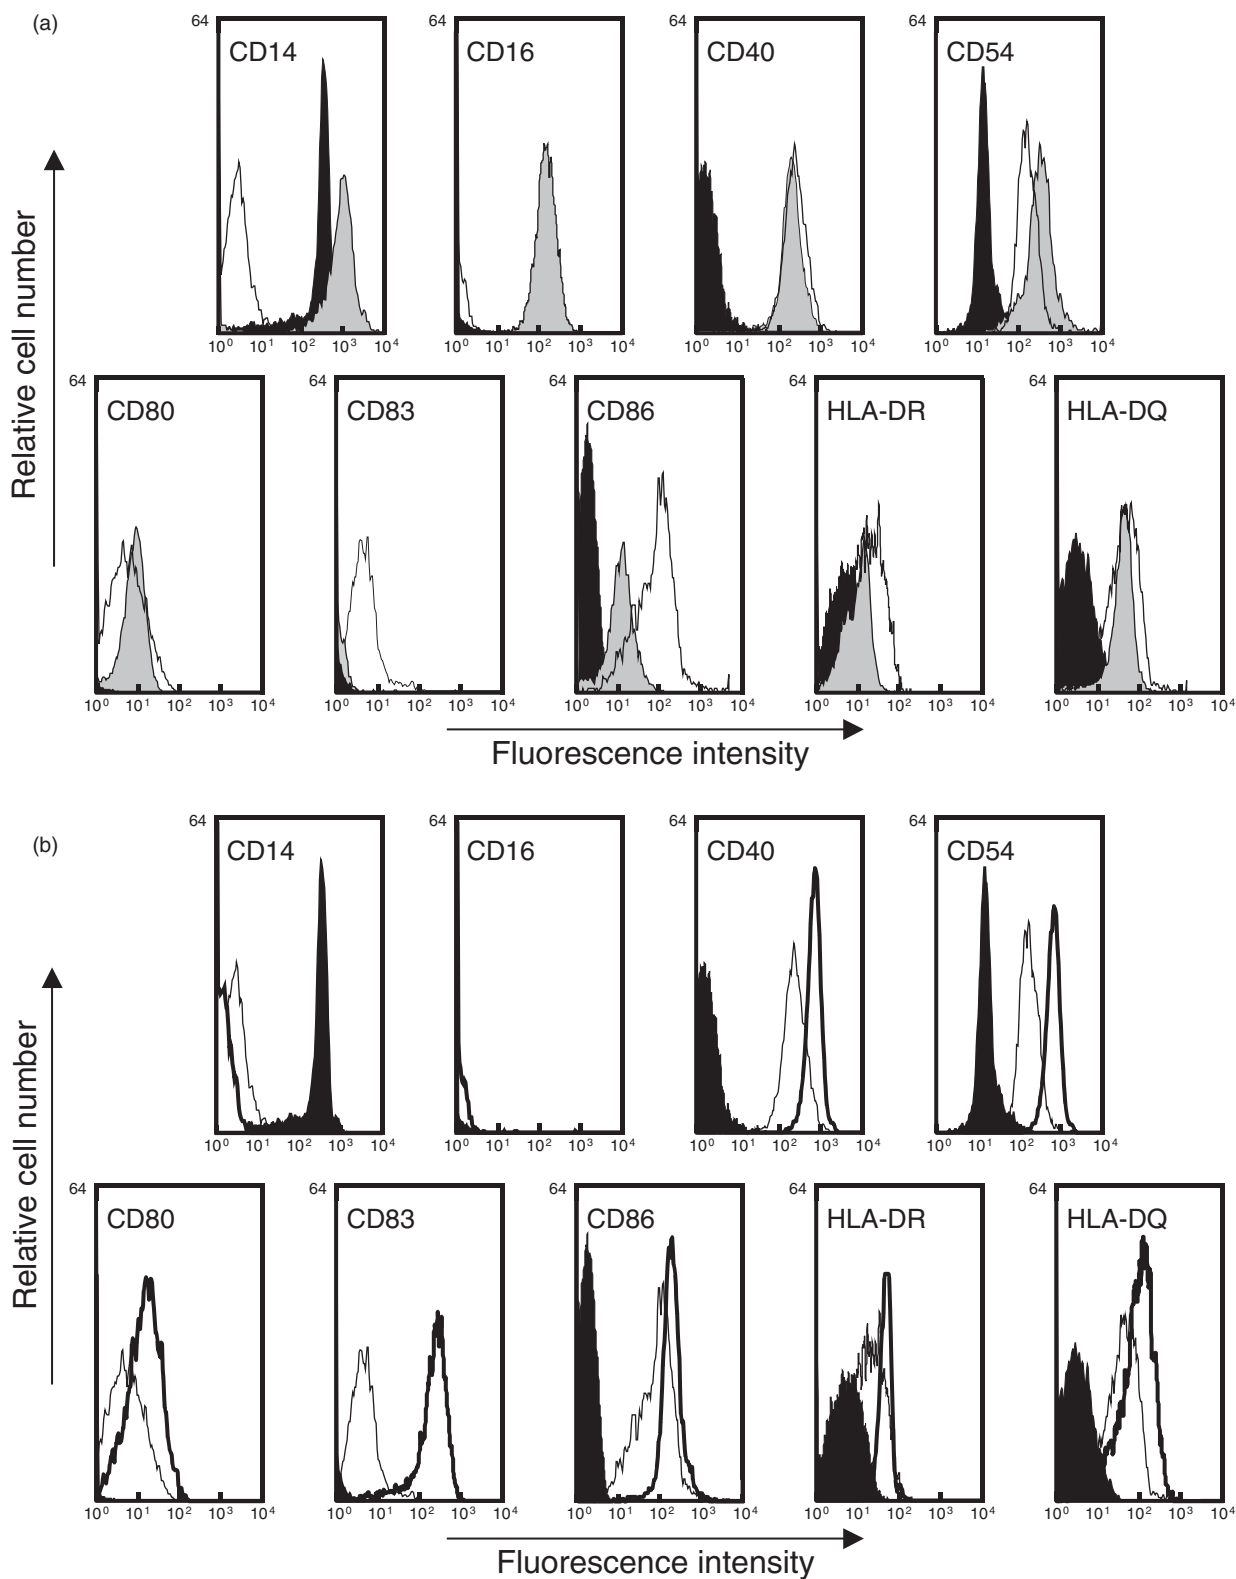 (a)
64 64 64 64
CD14 CD16 CD40 CD54
10⁰ 10¹ 10² 10³ 10⁴ 10⁰ 10¹ 10² 10³ 10⁴ 10⁰ 10¹ 10² 10³ 10⁴ 10⁰ 10¹ 10² 10³ 10⁴
Relative cell number
64 64 64 64 64
CD80 CD83 CD86 HLA-DR HLA-DQ
10⁰ 10¹ 10² 10³ 10⁴ 10⁰ 10¹ 10² 10³ 10⁴ 10⁰ 10¹ 10² 10³ 10⁴ 10⁰ 10¹ 10² 10³ 10⁴ 10⁰ 10¹ 10² 10³ 10⁴
Fluorescence intensity
(b)
64 64 64 64
CD14 CD16 CD40 CD54
10⁰ 10¹ 10² 10³ 10⁴ 10⁰ 10¹ 10² 10³ 10⁴ 10⁰ 10¹ 10² 10³ 10⁴ 10⁰ 10¹ 10² 10³ 10⁴
Relative cell number
64 64 64 64 64
CD80 CD83 CD86 HLA-DR HLA-DQ
10⁰ 10¹ 10² 10³ 10⁴ 10⁰ 10¹ 10² 10³ 10⁴ 10⁰ 10¹ 10² 10³ 10⁴ 10⁰ 10¹ 10² 10³ 10⁴ 10⁰ 10¹ 10² 10³ 10⁴
Fluorescence intensity